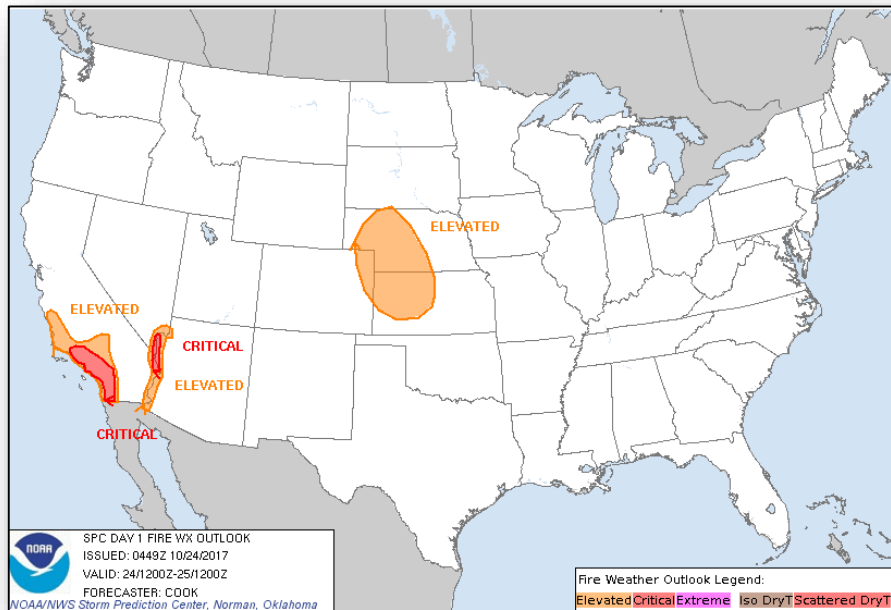 ELEVATED
ELEVATED
CRITICAL
ELEVATED
CRITICAL
NOAA
SPC DAY 1 FIRE WX OUTLOOK
ISSUED: 0449Z 10/24/2017
VALID: 24/1200Z-25/1200Z
FORECASTER: COOK
NOAA/NWS Storm Prediction Center, Norman, Oklahoma
Fire Weather Outlook Legend:
Elevated Critical Extreme Iso DryT Scattered DryT